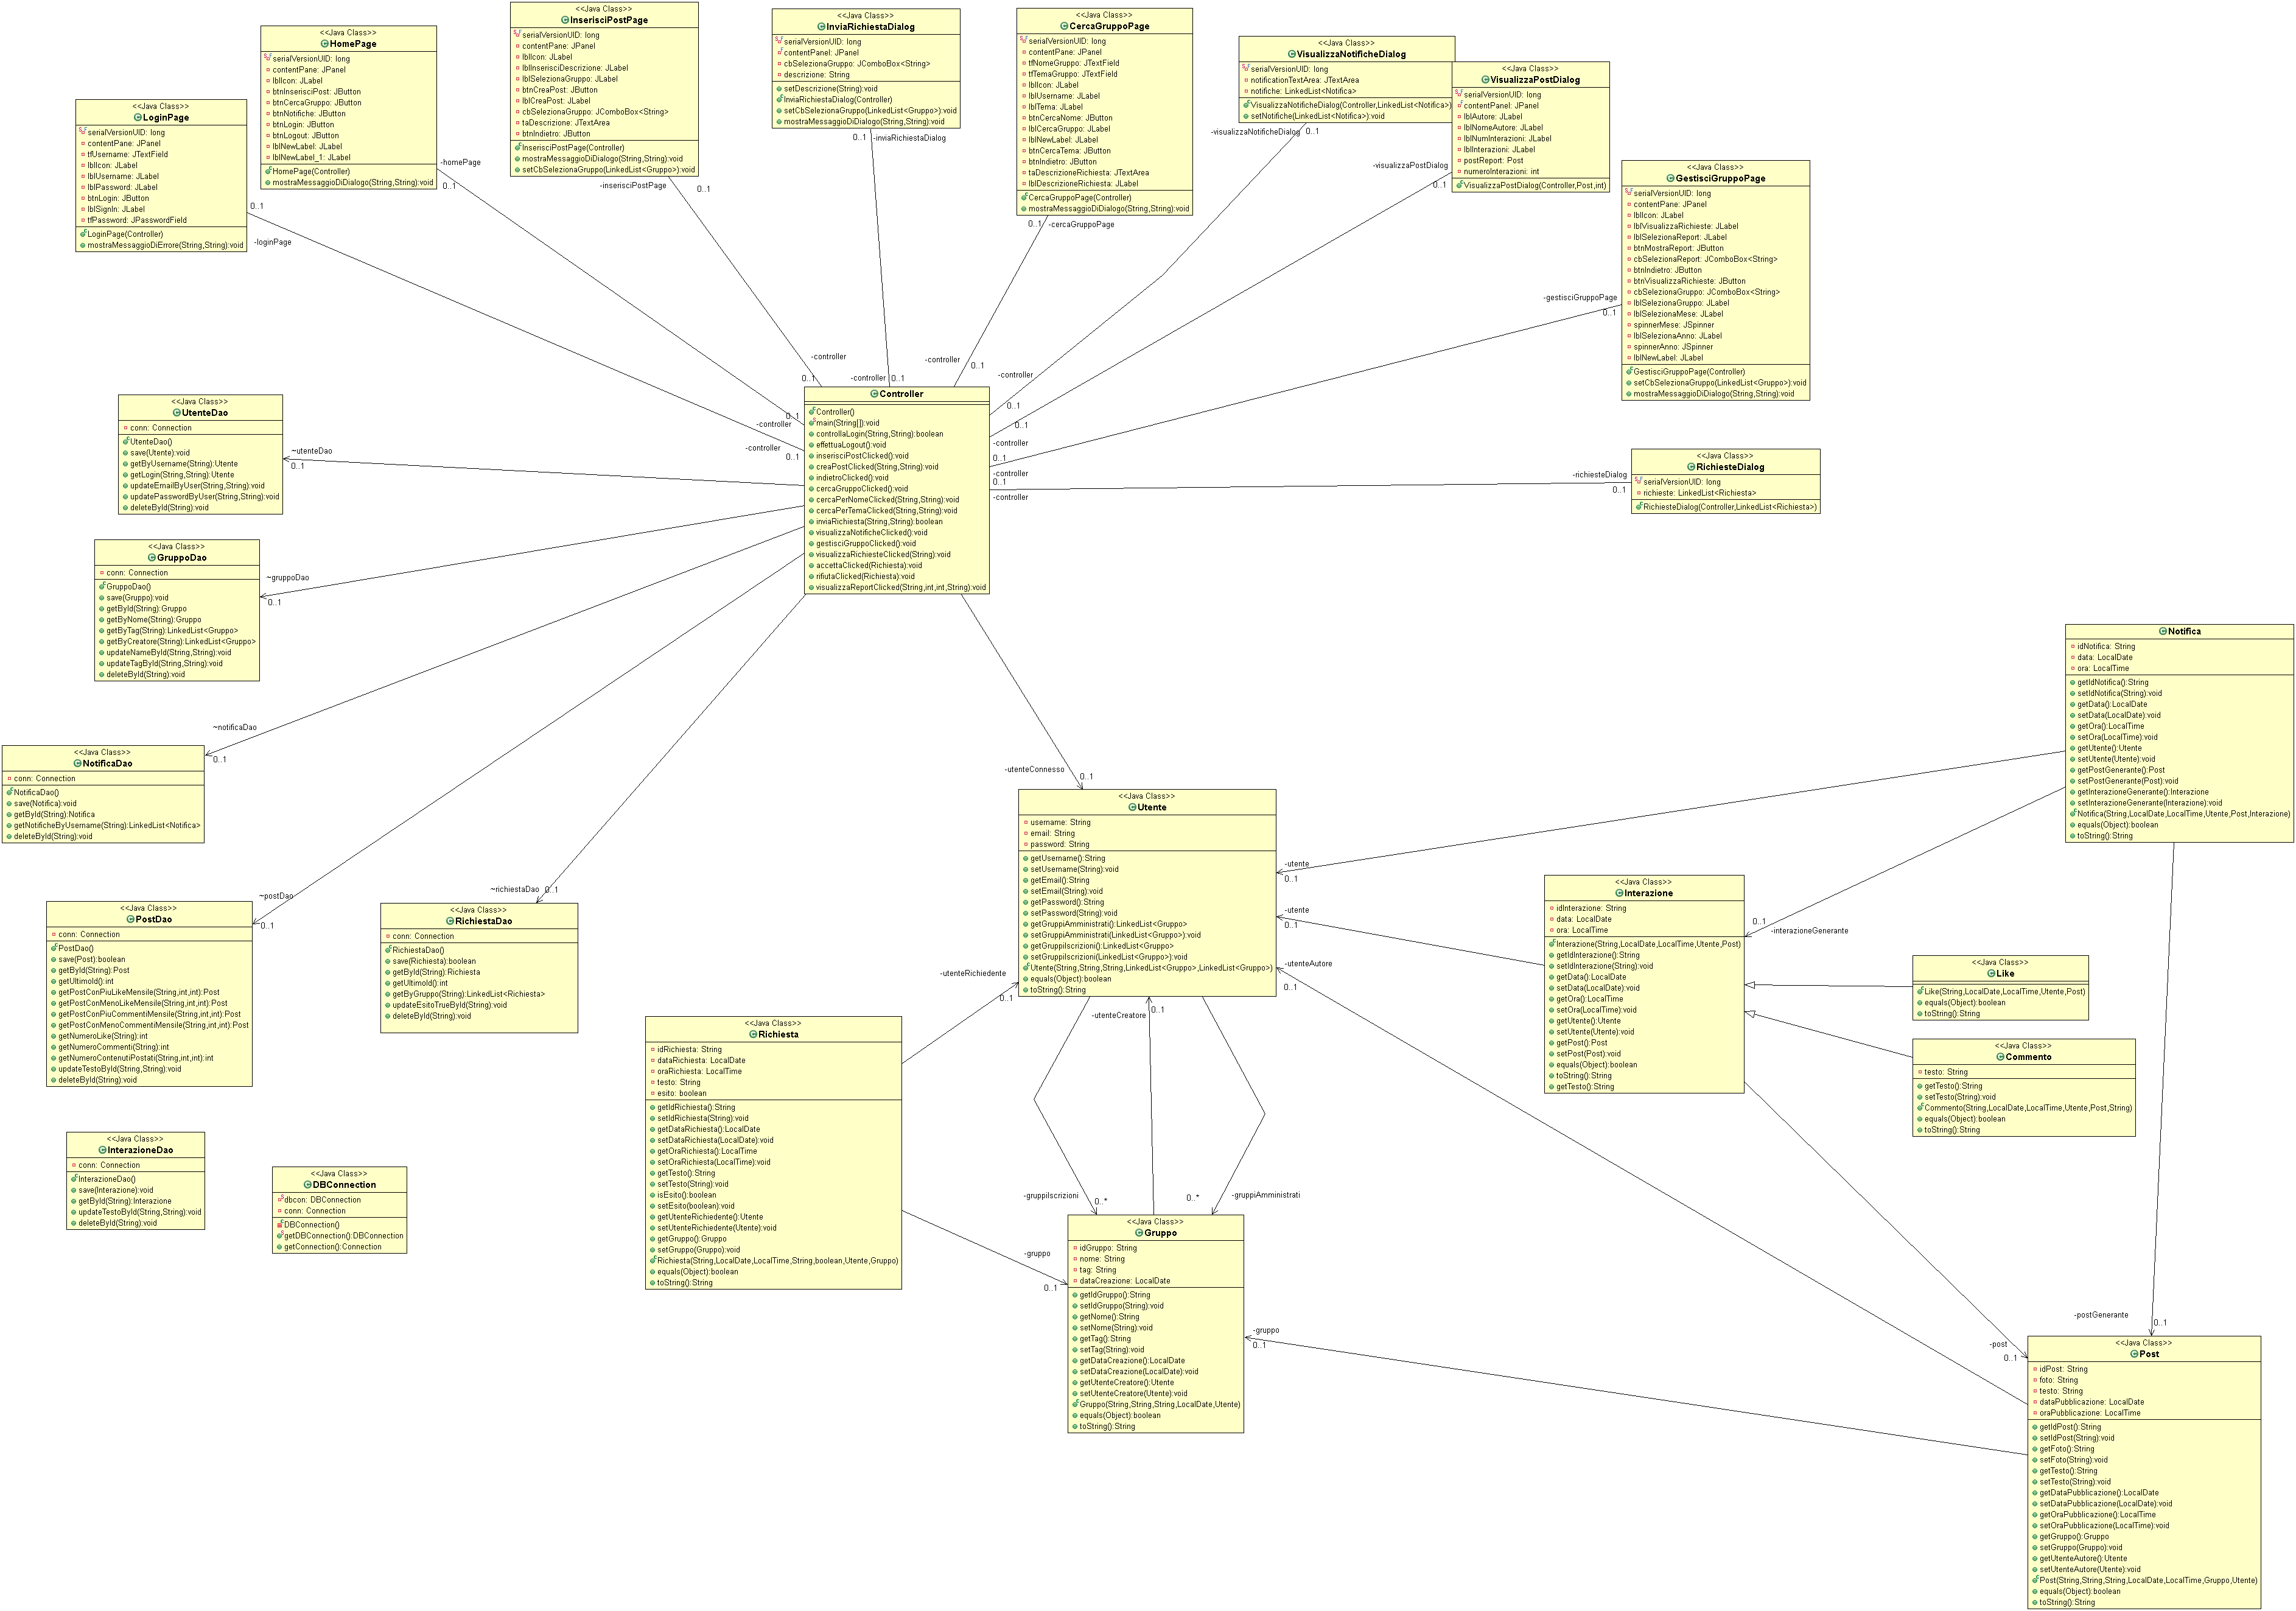 <<Java Class>>
LoginPage
serialVersionUID: long
contentPane: JPanel
tfUsername: JTextField
lblIcon: JLabel
lblUsername: JLabel
lblPassword: JLabel
btnLogin: JButton
lblSignIn: JLabel
tfPassword: JPasswordField
LoginPage(Controller)
mostraMessaggioDiErrore(String,String):void
<<Java Class>>
HomePage
serialVersionUID: long
contentPane: JPanel
lblIcon: JLabel
btnInserisciPost: JButton
btnCercaGruppo: JButton
btnNotifiche: JButton
btnLogin: JButton
btnLogout: JButton
lblNewLabel: JLabel
lblNewLabel_1: JLabel
HomePage(Controller)
mostraMessaggioDiDialogo(String,String):void
<<Java Class>>
InserisciPostPage
serialVersionUID: long
contentPane: JPanel
lblIcon: JLabel
lblInserisciDescrizione: JLabel
lblSelezionaGruppo: JLabel
btnCreaPost: JButton
lblCreaPost: JLabel
cbSelezionaGruppo: JComboBox<String>
taDescrizione: JTextArea
btnIndietro: JButton
InserisciPostPage(Controller)
mostraMessaggioDiDialogo(String,String):void
setCbSelezionaGruppo(LinkedList<Gruppo>):void
<<Java Class>>
InviaRichiestaDialog
serialVersionUID: long
contentPanel: JPanel
cbSelezionaGruppo: JComboBox<String>
descrizione: String
setDescrizione(String):void
InviaRichiestaDialog(Controller)
setCbSelezionaGruppo(LinkedList<Gruppo>):void
mostraMessaggioDiDialogo(String,String):void
<<Java Class>>
CercaGruppoPage
serialVersionUID: long
contentPane: JPanel
tfNomeGruppo: JTextField
tfTemaGruppo: JTextField
lblIcon: JLabel
lblUsername: JLabel
lblTema: JLabel
btnCercaNome: JButton
lblCercaGruppo: JLabel
lblNewLabel: JLabel
btnCercaTema: JButton
btnIndietro: JButton
taDescrizioneRichiesta: JTextArea
lblDescrizioneRichiesta: JLabel
CercaGruppoPage(Controller)
mostraMessaggioDiDialogo(String,String):void
<<Java Class>>
VisualizzaNotificheDialog
serialVersionUID: long
notificationTextArea: JTextArea
notifiche: LinkedList<Notifica>
VisualizzaNotificheDialog(Controller,LinkedList<Notifica>)
setNotifiche(LinkedList<Notifica>):void
<<Java Class>>
VisualizzaPostDialog
serialVersionUID: long
contentPanel: JPanel
lblAutore: JLabel
lblNomeAutore: JLabel
lblNumInterazioni: JLabel
lblInterazioni: JLabel
postReport: Post
numeroInterazioni: int
VisualizzaPostDialog(Controller,Post,int)
<<Java Class>>
GestisciGruppoPage
serialVersionUID: long
contentPane: JPanel
lblIcon: JLabel
lblVisualizzaRichieste: JLabel
lblSelezionaReport: JLabel
btnMostraReport: JButton
cbSelezionaReport: JComboBox<String>
btnIndietro: JButton
btnVisualizzaRichieste: JButton
cbSelezionaGruppo: JComboBox<String>
lblSelezionaGruppo: JLabel
lblSelezionaMese: JLabel
spinnerMese: JSpinner
lblSelezionaAnno: JLabel
spinnerAnno: JSpinner
lblNewLabel: JLabel
GestisciGruppoPage(Controller)
setCbSelezionaGruppo(LinkedList<Gruppo>):void
mostraMessaggioDiDialogo(String,String):void
-loginPage
0..1
-homePage
0..1
-inserisciPostPage
0..1
-inviaRichiestaDialog
0..1
-cercaGruppoPage
0..1
-visualizzaNotificheDialog
0..1
-visualizzaPostDialog
0..1
-gestisciGruppoPage
0..1
-richiesteDialog
0..1
-controller
0..1
-controller
0..1
-controller
0..1
-controller
0..1
-controller
0..1
-controller
0..1
-controller
0..1
-controller
0..1
-controller
0..1
<<Java Class>>
RichiesteDialog
serialVersionUID: long
richieste: LinkedList<Richiesta>
RichiesteDialog(Controller,LinkedList<Richiesta>)
Controller
Controller()
main(String[]):void
controllaLogin(String,String):boolean
effettuaLogout():void
inserisciPostClicked():void
creaPostClicked(String,String):void
indietroClicked():void
cercaGruppoClicked():void
cercaPerNomeClicked(String,String):void
cercaPerTemaClicked(String,String):void
inviaRichiesta(String,String):boolean
visualizzaNotificheClicked():void
gestisciGruppoClicked():void
visualizzaRichiesteClicked(String):void
accettaClicked(Richiesta):void
rifiutaClicked(Richiesta):void
visualizzaReportClicked(String,int,int,String):void
<<Java Class>>
UtenteDao
conn: Connection
UtenteDao()
save(Utente):void
getByUsername(String):Utente
getLogin(String,String):Utente
updateEmailByUser(String,String):void
updatePasswordByUser(String,String):void
deleteById(String):void
~utenteDao
0..1
<<Java Class>>
GruppoDao
conn: Connection
GruppoDao()
save(Gruppo):void
getById(String):Gruppo
getByNome(String):Gruppo
getByTag(String):LinkedList<Gruppo>
getByCreatore(String):LinkedList<Gruppo>
updateNameById(String,String):void
updateTagById(String,String):void
deleteById(String):void
~gruppoDao
0..1
<<Java Class>>
NotificaDao
conn: Connection
NotificaDao()
save(Notifica):void
getById(String):Notifica
getNotificheByUsername(String):LinkedList<Notifica>
deleteById(String):void
~notificaDao
0..1
<<Java Class>>
PostDao
conn: Connection
PostDao()
save(Post):boolean
getById(String):Post
getUltimoId():int
getPostConPiuLikeMensile(String,int,int):Post
getPostConMenoLikeMensile(String,int,int):Post
getPostConPiuCommentiMensile(String,int,int):Post
getPostConMenoCommentiMensile(String,int,int):Post
getNumeroLike(String):int
getNumeroCommenti(String):int
getNumeroContenutiPostati(String,int,int):int
updateTestoById(String,String):void
deleteById(String):void
~postDao
0..1
<<Java Class>>
RichiestaDao
conn: Connection
RichiestaDao()
save(Richiesta):boolean
getById(String):Richiesta
getUltimoId():int
getByGruppo(String):LinkedList<Richiesta>
updateEsitoTrueById(String):void
deleteById(String):void
~richiestaDao
0..1
<<Java Class>>
InterazioneDao
conn: Connection
InterazioneDao()
save(Interazione):void
getById(String):Interazione
updateTestoById(String,String):void
deleteById(String):void
<<Java Class>>
DBConnection
dbcon: DBConnection
conn: Connection
DBConnection()
getDBConnection():DBConnection
getConnection():Connection
-utenteConnesso
0..1
<<Java Class>>
Utente
username: String
email: String
password: String
getUsername():String
setUsername(String):void
getEmail():String
setEmail(String):void
getPassword():String
setPassword(String):void
getGruppiAmministrati():LinkedList<Gruppo>
setGruppiAmministrati(LinkedList<Gruppo>):void
getGruppiIscrizioni():LinkedList<Gruppo>
setGruppiIscrizioni(LinkedList<Gruppo>):void
Utente(String,String,String,LinkedList<Gruppo>,LinkedList<Gruppo>)
equals(Object):boolean
toString():String
-utente
0..1
-utente
0..1
-utenteAutore
0..1
-utenteRichiedente
0..1
-utenteCreatore
0..1
<<Java Class>>
Richiesta
idRichiesta: String
dataRichiesta: LocalDate
oraRichiesta: LocalTime
testo: String
esito: boolean
getIdRichiesta():String
setIdRichiesta(String):void
getDataRichiesta():LocalDate
setDataRichiesta(LocalDate):void
getOraRichiesta():LocalTime
setOraRichiesta(LocalTime):void
getTesto():String
setTesto(String):void
isEsito():boolean
setEsito(boolean):void
getUtenteRichiedente():Utente
setUtenteRichiedente(Utente):void
getGruppo():Gruppo
setGruppo(Gruppo):void
Richiesta(String,LocalDate,LocalTime,String,boolean,Utente,Gruppo)
equals(Object):boolean
toString():String
-gruppiIscrizioni
0..*
0..*
-gruppiAmministrati
-gruppo
0..1
-gruppo
0..1
<<Java Class>>
Gruppo
idGruppo: String
nome: String
tag: String
dataCreazione: LocalDate
getIdGruppo():String
setIdGruppo(String):void
getNome():String
setNome(String):void
getTag():String
setTag(String):void
getDataCreazione():LocalDate
setDataCreazione(LocalDate):void
getUtenteCreatore():Utente
setUtenteCreatore(Utente):void
Gruppo(String,String,String,LocalDate,Utente)
equals(Object):boolean
toString():String
Notifica
idNotifica: String
data: LocalDate
ora: LocalTime
getIdNotifica():String
setIdNotifica(String):void
getData():LocalDate
setData(LocalDate):void
getOra():LocalTime
setOra(LocalTime):void
getUtente():Utente
setUtente(Utente):void
getPostGenerante():Post
setPostGenerante(Post):void
getInterazioneGenerante():Interazione
setInterazioneGenerante(Interazione):void
Notifica(String,LocalDate,LocalTime,Utente,Post,Interazione)
equals(Object):boolean
toString():String
<<Java Class>>
Interazione
idInterazione: String
data: LocalDate
ora: LocalTime
Interazione(String,LocalDate,LocalTime,Utente,Post)
getIdInterazione():String
setIdInterazione(String):void
getData():LocalDate
setData(LocalDate):void
getOra():LocalTime
setOra(LocalTime):void
getUtente():Utente
setUtente(Utente):void
getPost():Post
setPost(Post):void
equals(Object):boolean
toString():String
getTesto():String
0..1
-interazioneGenerante
<<Java Class>>
Like
Like(String,LocalDate,LocalTime,Utente,Post)
equals(Object):boolean
toString():String
<<Java Class>>
Commento
testo: String
getTesto():String
setTesto(String):void
Commento(String,LocalDate,LocalTime,Utente,Post,String)
equals(Object):boolean
toString():String
-postGenerante
0..1
-post
0..1
<<Java Class>>
Post
idPost: String
foto: String
testo: String
dataPubblicazione: LocalDate
oraPubblicazione: LocalTime
getIdPost():String
setIdPost(String):void
getFoto():String
setFoto(String):void
getTesto():String
setTesto(String):void
getDataPubblicazione():LocalDate
setDataPubblicazione(LocalDate):void
getOraPubblicazione():LocalTime
setOraPubblicazione(LocalTime):void
getGruppo():Gruppo
setGruppo(Gruppo):void
getUtenteAutore():Utente
setUtenteAutore(Utente):void
Post(String,String,String,LocalDate,LocalTime,Gruppo,Utente)
equals(Object):boolean
toString():String